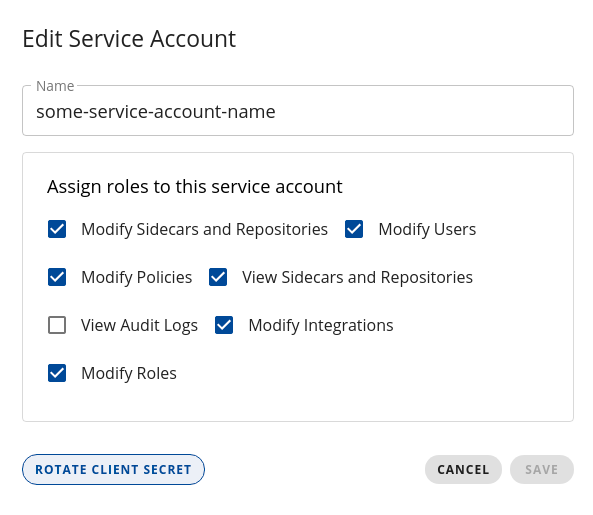 Edit Service Account
Name
some-service-account-name
Assign roles to this service account
Modify Sidecars and Repositories Modify Users
Modify Policies View Sidecars and Repositories
View Audit Logs Modify Integrations
Modify Roles
ROTATE CLIENT SECRET CANCEL SAVE